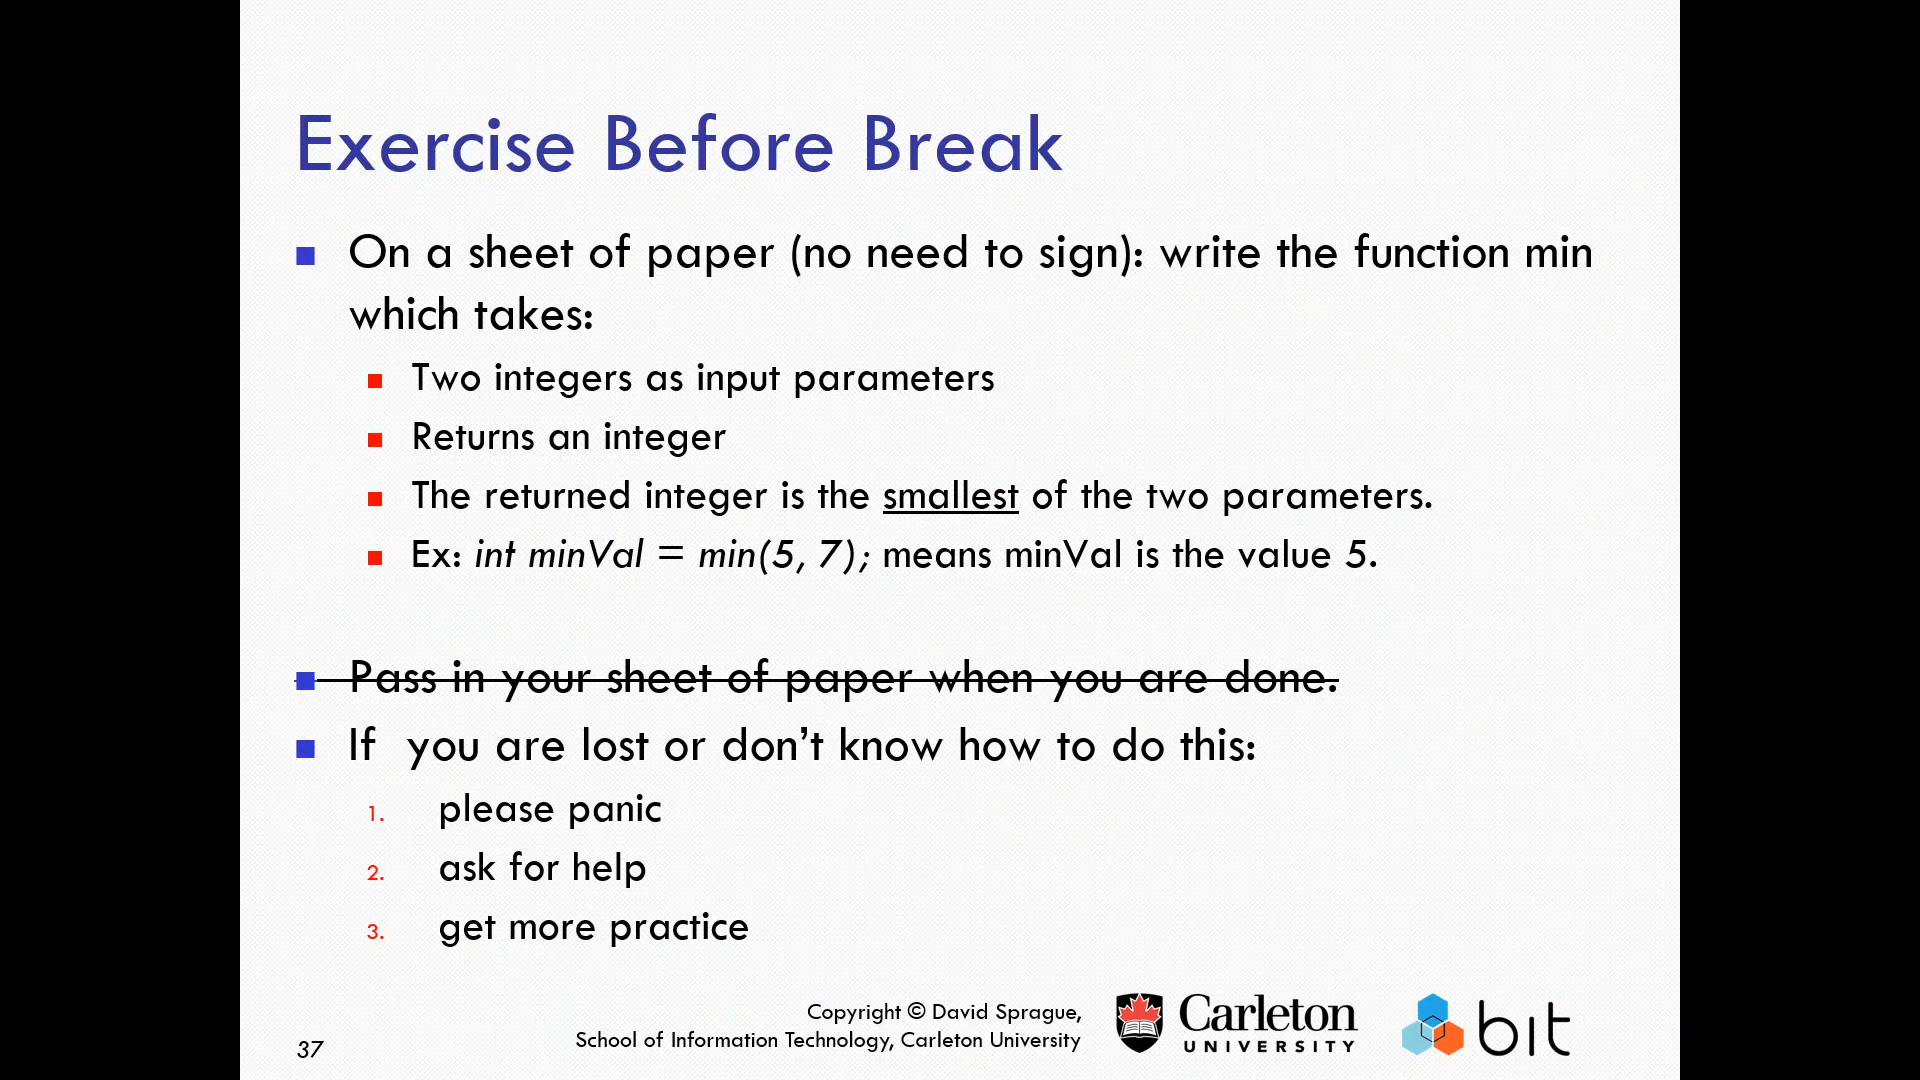 Exercise Before Break
On a sheet of paper (no need to sign): write the function min
which takes:
Two integers as input parameters
Returns an integer
The returned integer is the smallest of the two parameters.
Ex: int minVal = min(5, 7); means minVal is the value 5.
Pass in your sheet of paper when you are done.
If you are lost or don’t know how to do this:
1. please panic
2. ask for help
3. get more practice
37
Copyright © David Sprague,
School of Information Technology, Carleton University
Carleton
UNIVERSITY
bit